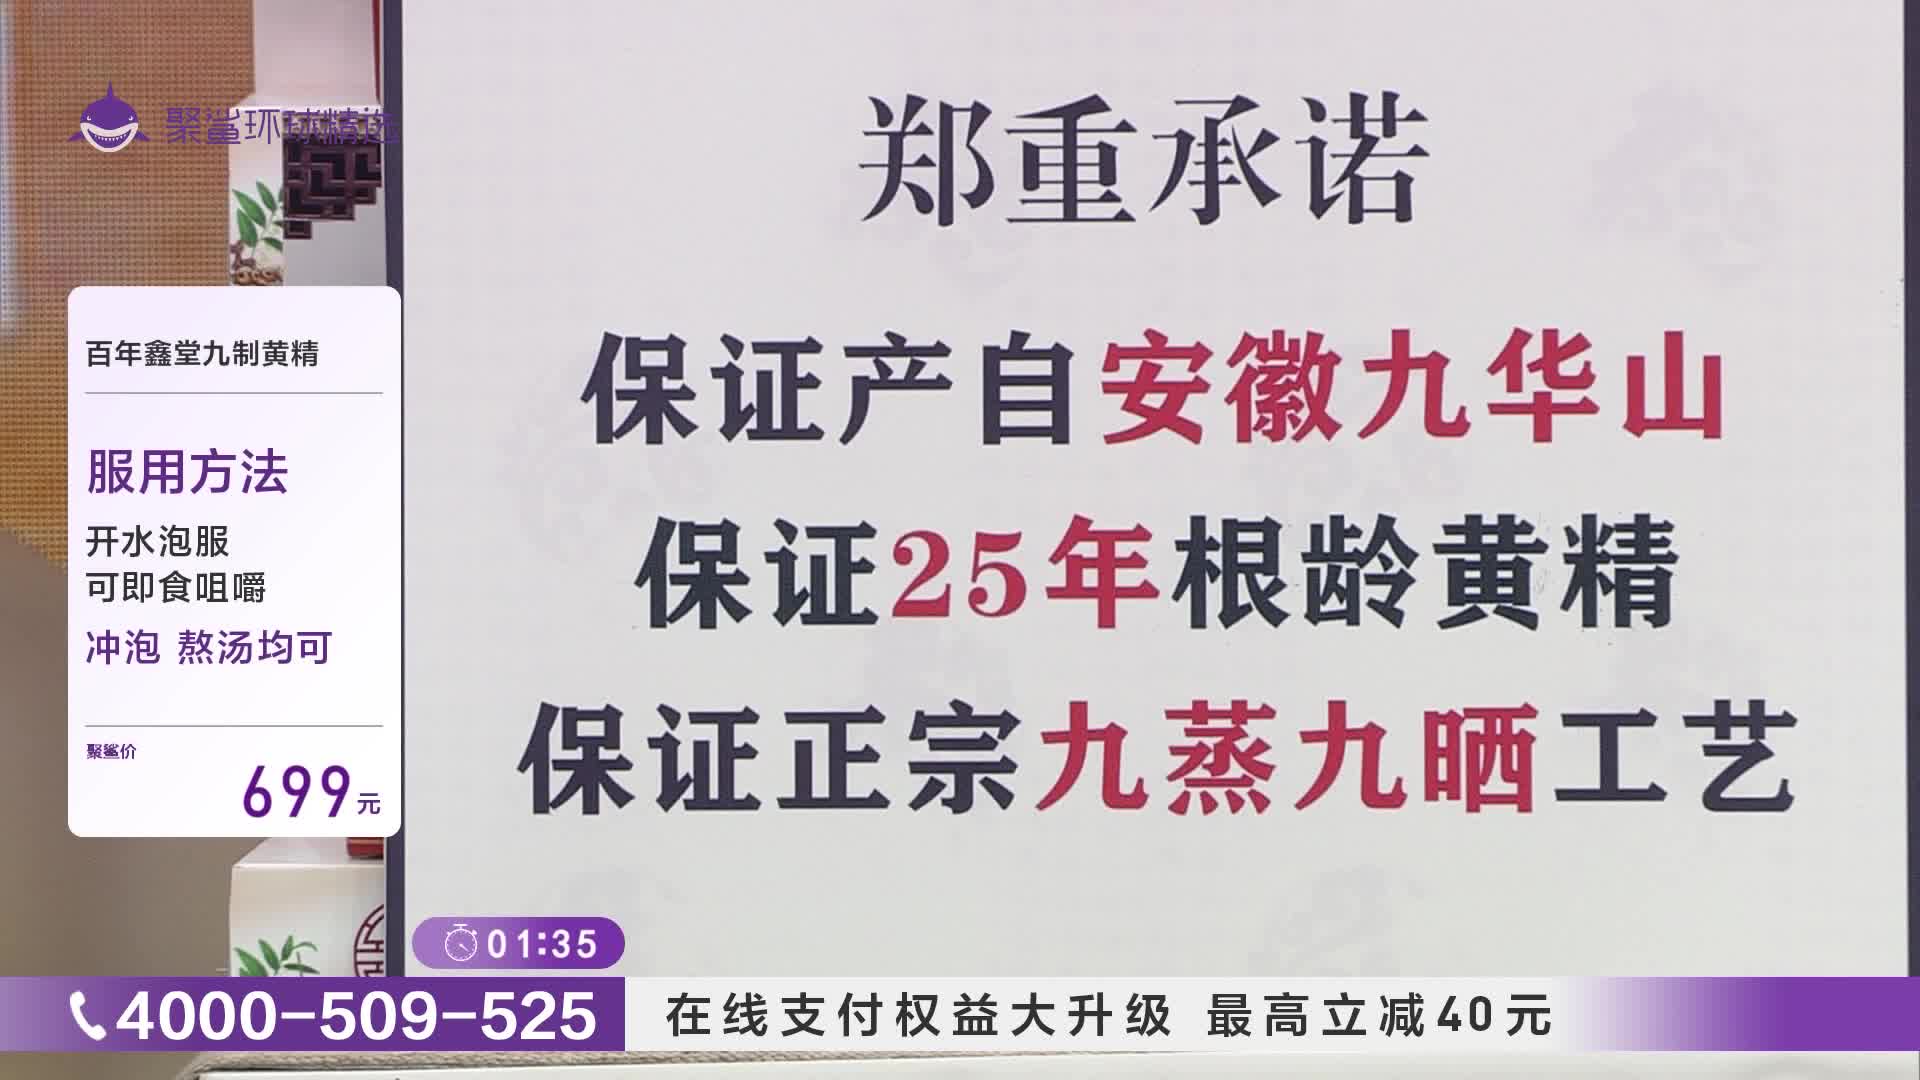 聚鲨环球精选
郑重承诺
保证产自安徽九华山
保证25年根龄黄精
保证正宗九蒸九晒工艺
百年鑫堂九制黄精
服用方法
开水泡服
可即食咀嚼
冲泡 熬汤均可
聚鲨价
699元
01:35
4000-509-525
在线支付权益大升级 最高立减40元